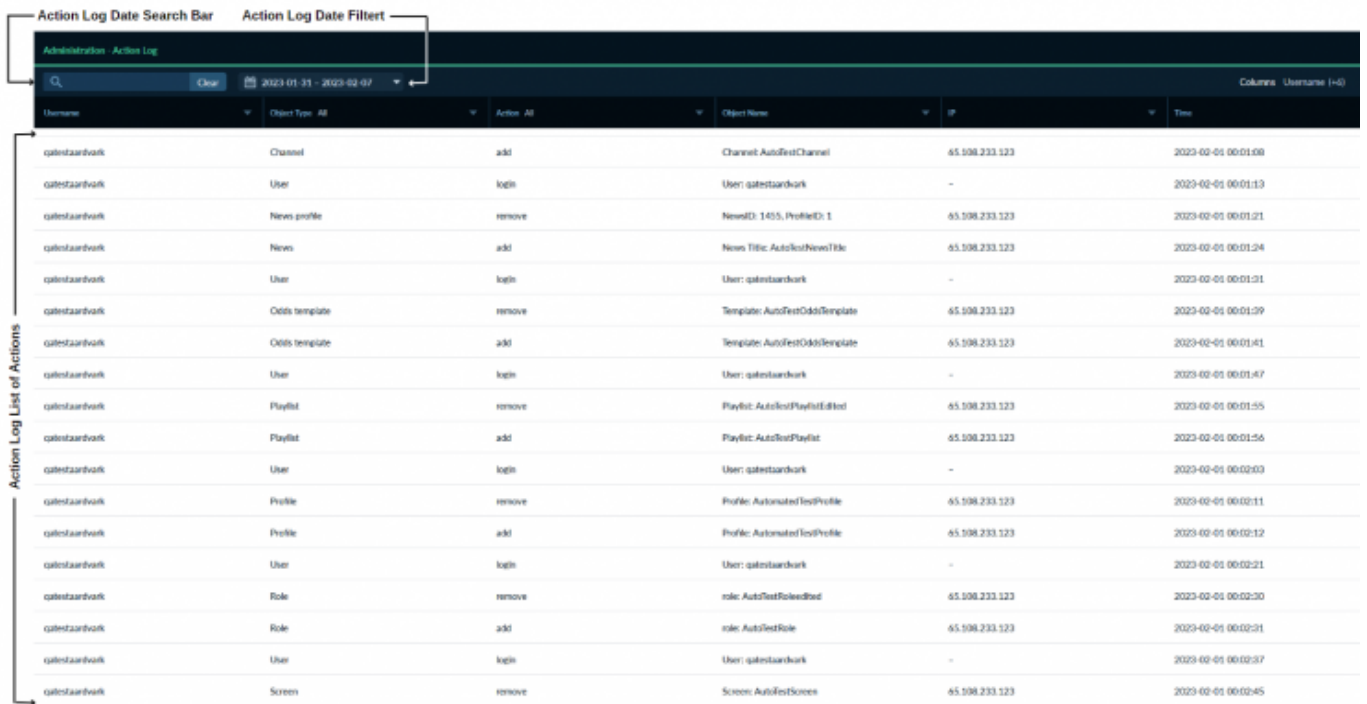 Action Log Date Search Bar Action Log Date Filtert
Administration - Action Log
Clear 2023-01-31 - 2023-02-07 Columns Username (+6)
Username Object Type All Action All Object Name IP Time
qatestaardvark Channel add Channel: AutoTestChannel 65.108.233.123 2023-02-01 00:01:08
qatestaardvark User login User: qatestaardvark - 2023-02-01 00:01:13
qatestaardvark News profile remove NewsID: 1455, ProfileID: 1 65.108.233.123 2023-02-01 00:01:21
qatestaardvark News add News Title: AutoTestNewsTitle 65.108.233.123 2023-02-01 00:01:24
qatestaardvark User login User: qatestaardvark - 2023-02-01 00:01:31
qatestaardvark Odds template remove Template: AutoTestOddsTemplate 65.108.233.123 2023-02-01 00:01:39
qatestaardvark Odds template add Template: AutoTestOddsTemplate 65.108.233.123 2023-02-01 00:01:41
qatestaardvark User login User: qatestaardvark - 2023-02-01 00:01:47
qatestaardvark Playlist remove Playlist: AutoTestPlaylistEdited 65.108.233.123 2023-02-01 00:01:55
qatestaardvark Playlist add Playlist: AutoTestPlaylist 65.108.233.123 2023-02-01 00:01:56
qatestaardvark User login User: qatestaardvark - 2023-02-01 00:02:03
qatestaardvark Profile remove Profile: AutomatedTestProfile 65.108.233.123 2023-02-01 00:02:11
qatestaardvark Profile add Profile: AutomatedTestProfile 65.108.233.123 2023-02-01 00:02:12
qatestaardvark User login User: qatestaardvark - 2023-02-01 00:02:21
qatestaardvark Role remove role: AutoTestRoleedited 65.108.233.123 2023-02-01 00:02:30
qatestaardvark Role add role: AutoTestRole 65.108.233.123 2023-02-01 00:02:31
qatestaardvark User login User: qatestaardvark - 2023-02-01 00:02:37
qatestaardvark Screen remove Screen: AutoTestScreen 65.108.233.123 2023-02-01 00:02:45
Action Log List of Actions